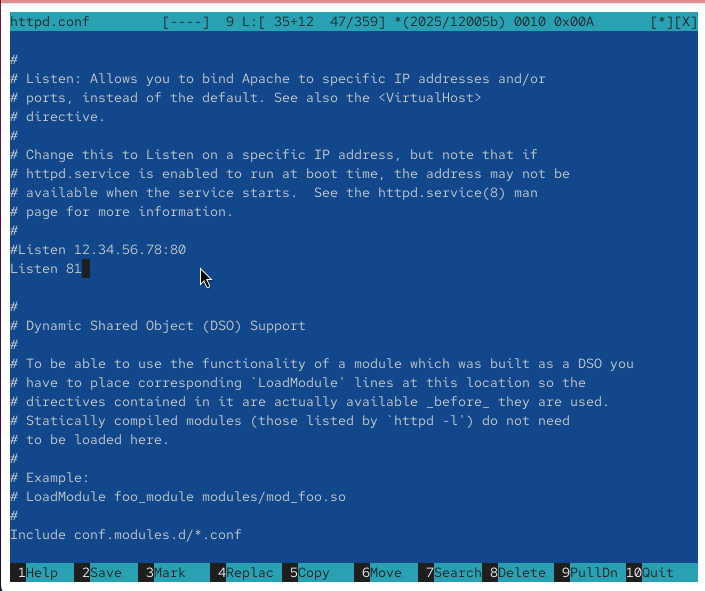 httpd.conf         [----]  9 L:[ 35+12  47/359] *(2025/12005b) 0010 0x00A       [*][X]
#
# Listen: Allows you to bind Apache to specific IP addresses and/or
# ports, instead of the default. See also the <VirtualHost>
# directive.
#
# Change this to Listen on a specific IP address, but note that if
# httpd.service is enabled to run at boot time, the address may not be
# available when the service starts.  See the httpd.service(8) man
# page for more information.
#
#Listen 12.34.56.78:80
Listen 81
#
# Dynamic Shared Object (DSO) Support
#
# To be able to use the functionality of a module which was built as a DSO you
# have to place corresponding `LoadModule' lines at this location so the
# directives contained in it are actually available _before_ they are used.
# Statically compiled modules (those listed by `httpd -l') do not need
# to be loaded here.
#
# Example:
# LoadModule foo_module modules/mod_foo.so
#
Include conf.modules.d/*.conf
1Help  2Save  3Mark  4Replac  5Copy  6Move  7Search  8Delete  9PullDn  10Quit